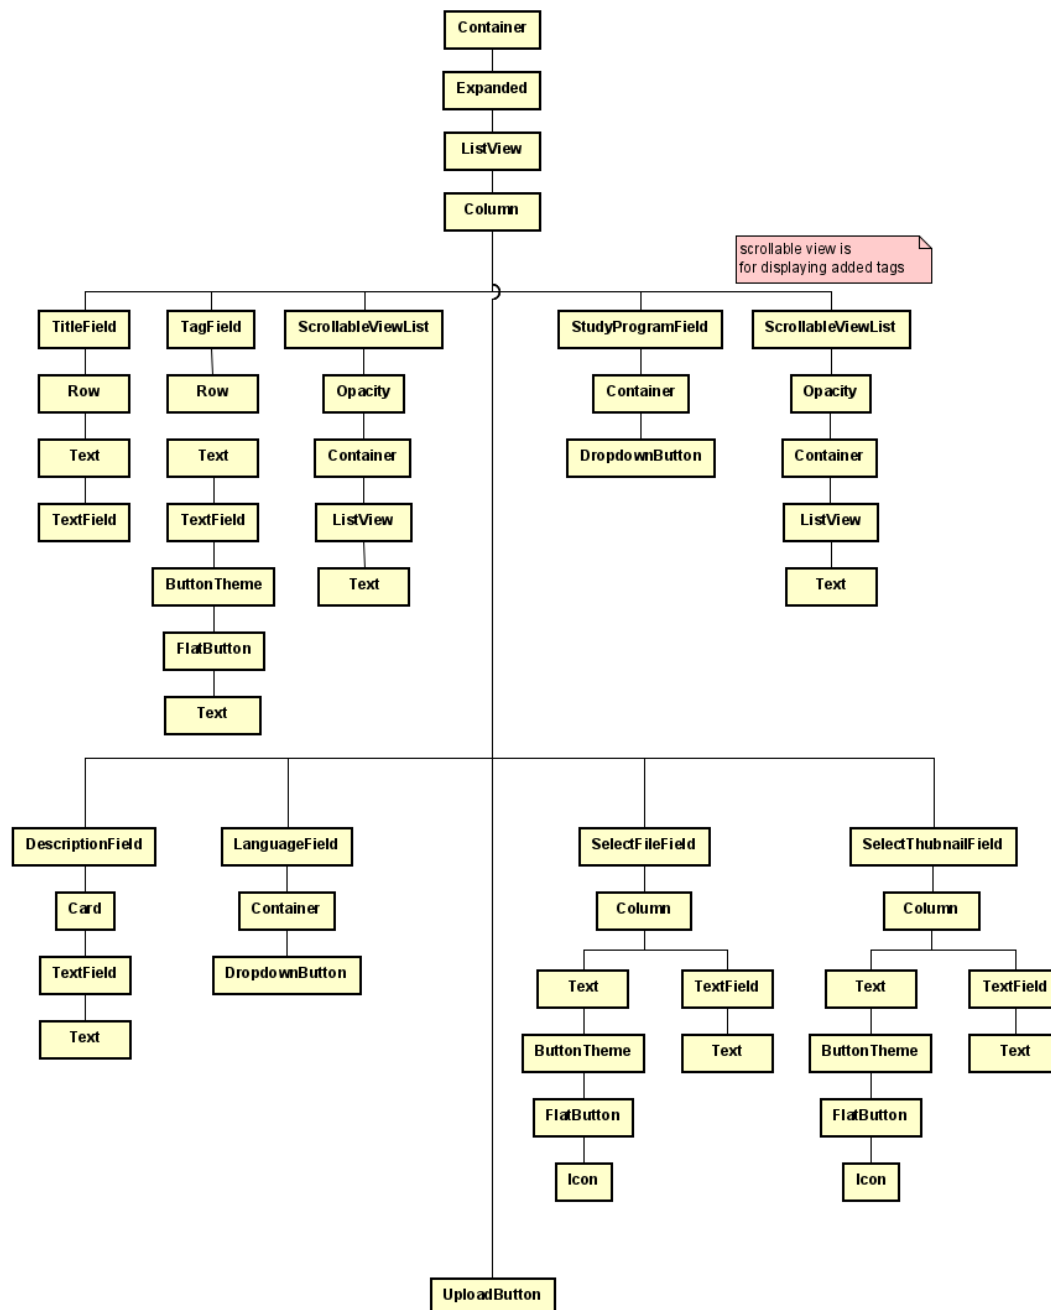 Container
Expanded
ListView
Column
scrollable view is
for displaying added tags
TitleField
TagField
ScrollableViewList
StudyProgramField
ScrollableViewList
Row
Row
Opacity
Container
Opacity
Text
Text
Container
DropdownButton
Container
TextField
TextField
ListView
ListView
ButtonTheme
Text
Text
FlatButton
Text
DescriptionField
LanguageField
SelectFileField
SelectThubnailField
Card
Container
Column
Column
TextField
DropdownButton
Text
TextField
Text
TextField
Text
ButtonTheme
Text
ButtonTheme
Text
FlatButton
FlatButton
Icon
Icon
UploadButton